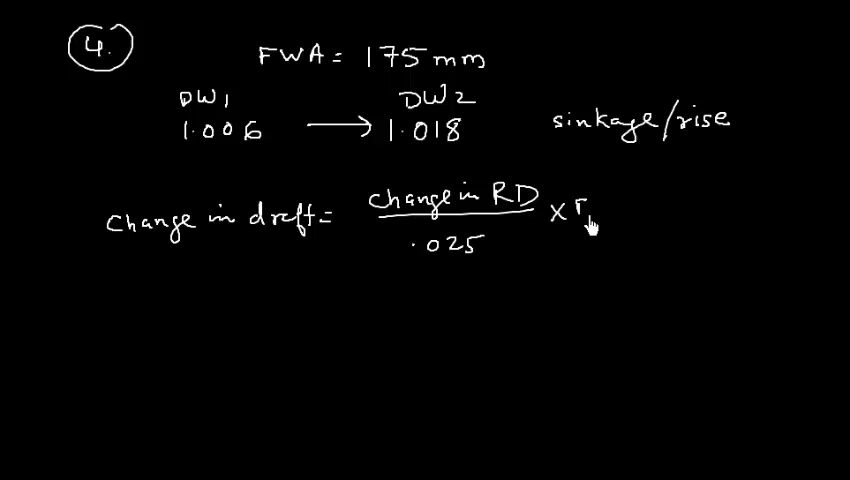 4.
FWA = 175 mm
DW1 DW2
1.006 → 1.018 sinkage/rise
change in draft = change in RD / .025 ×